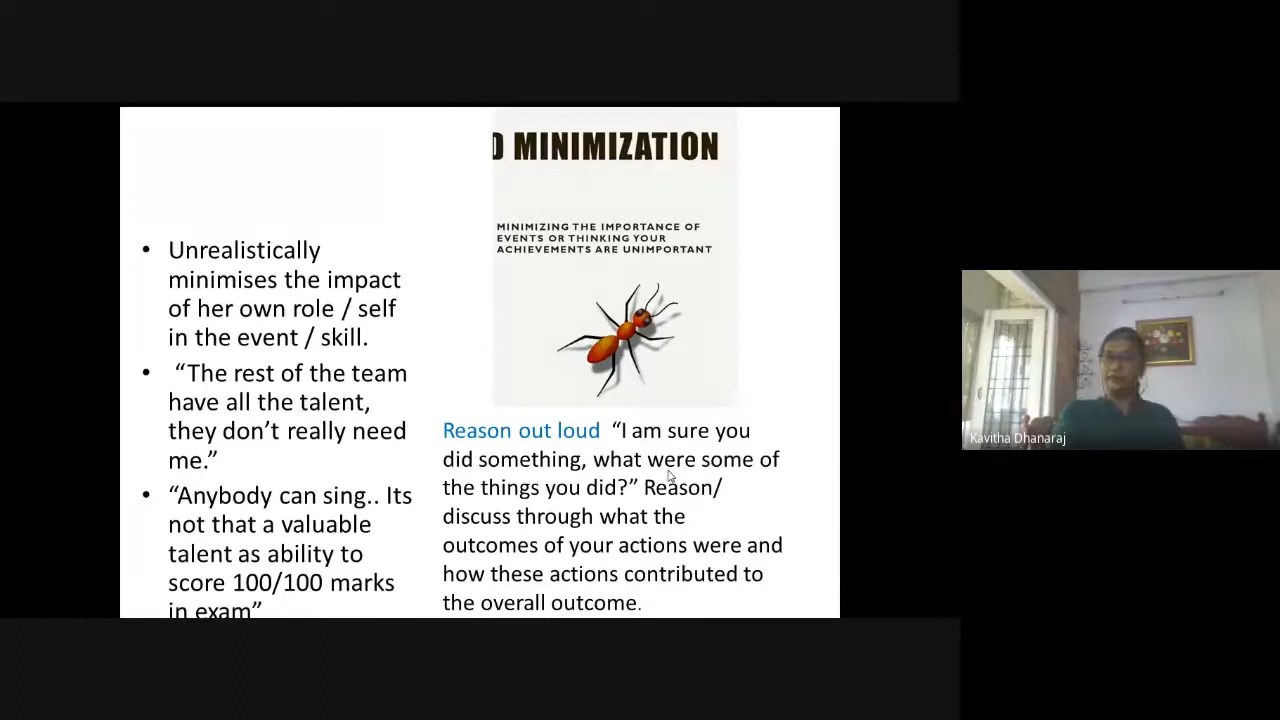 D MINIMIZATION
MINIMIZING THE IMPORTANCE OF
EVENTS OR THINKING YOUR
ACHIEVEMENTS ARE UNIMPORTANT
• Unrealistically
minimises the impact
of her own role / self
in the event / skill.
• “The rest of the team
have all the talent,
they don’t really need
me.”
• “Anybody can sing.. Its
not that a valuable
talent as ability to
score 100/100 marks
in exam”
Reason out loud “I am sure you
did something, what were some of
the things you did?” Reason/
discuss through what the
outcomes of your actions were and
how these actions contributed to
the overall outcome.
Kavitha Dhanaraj